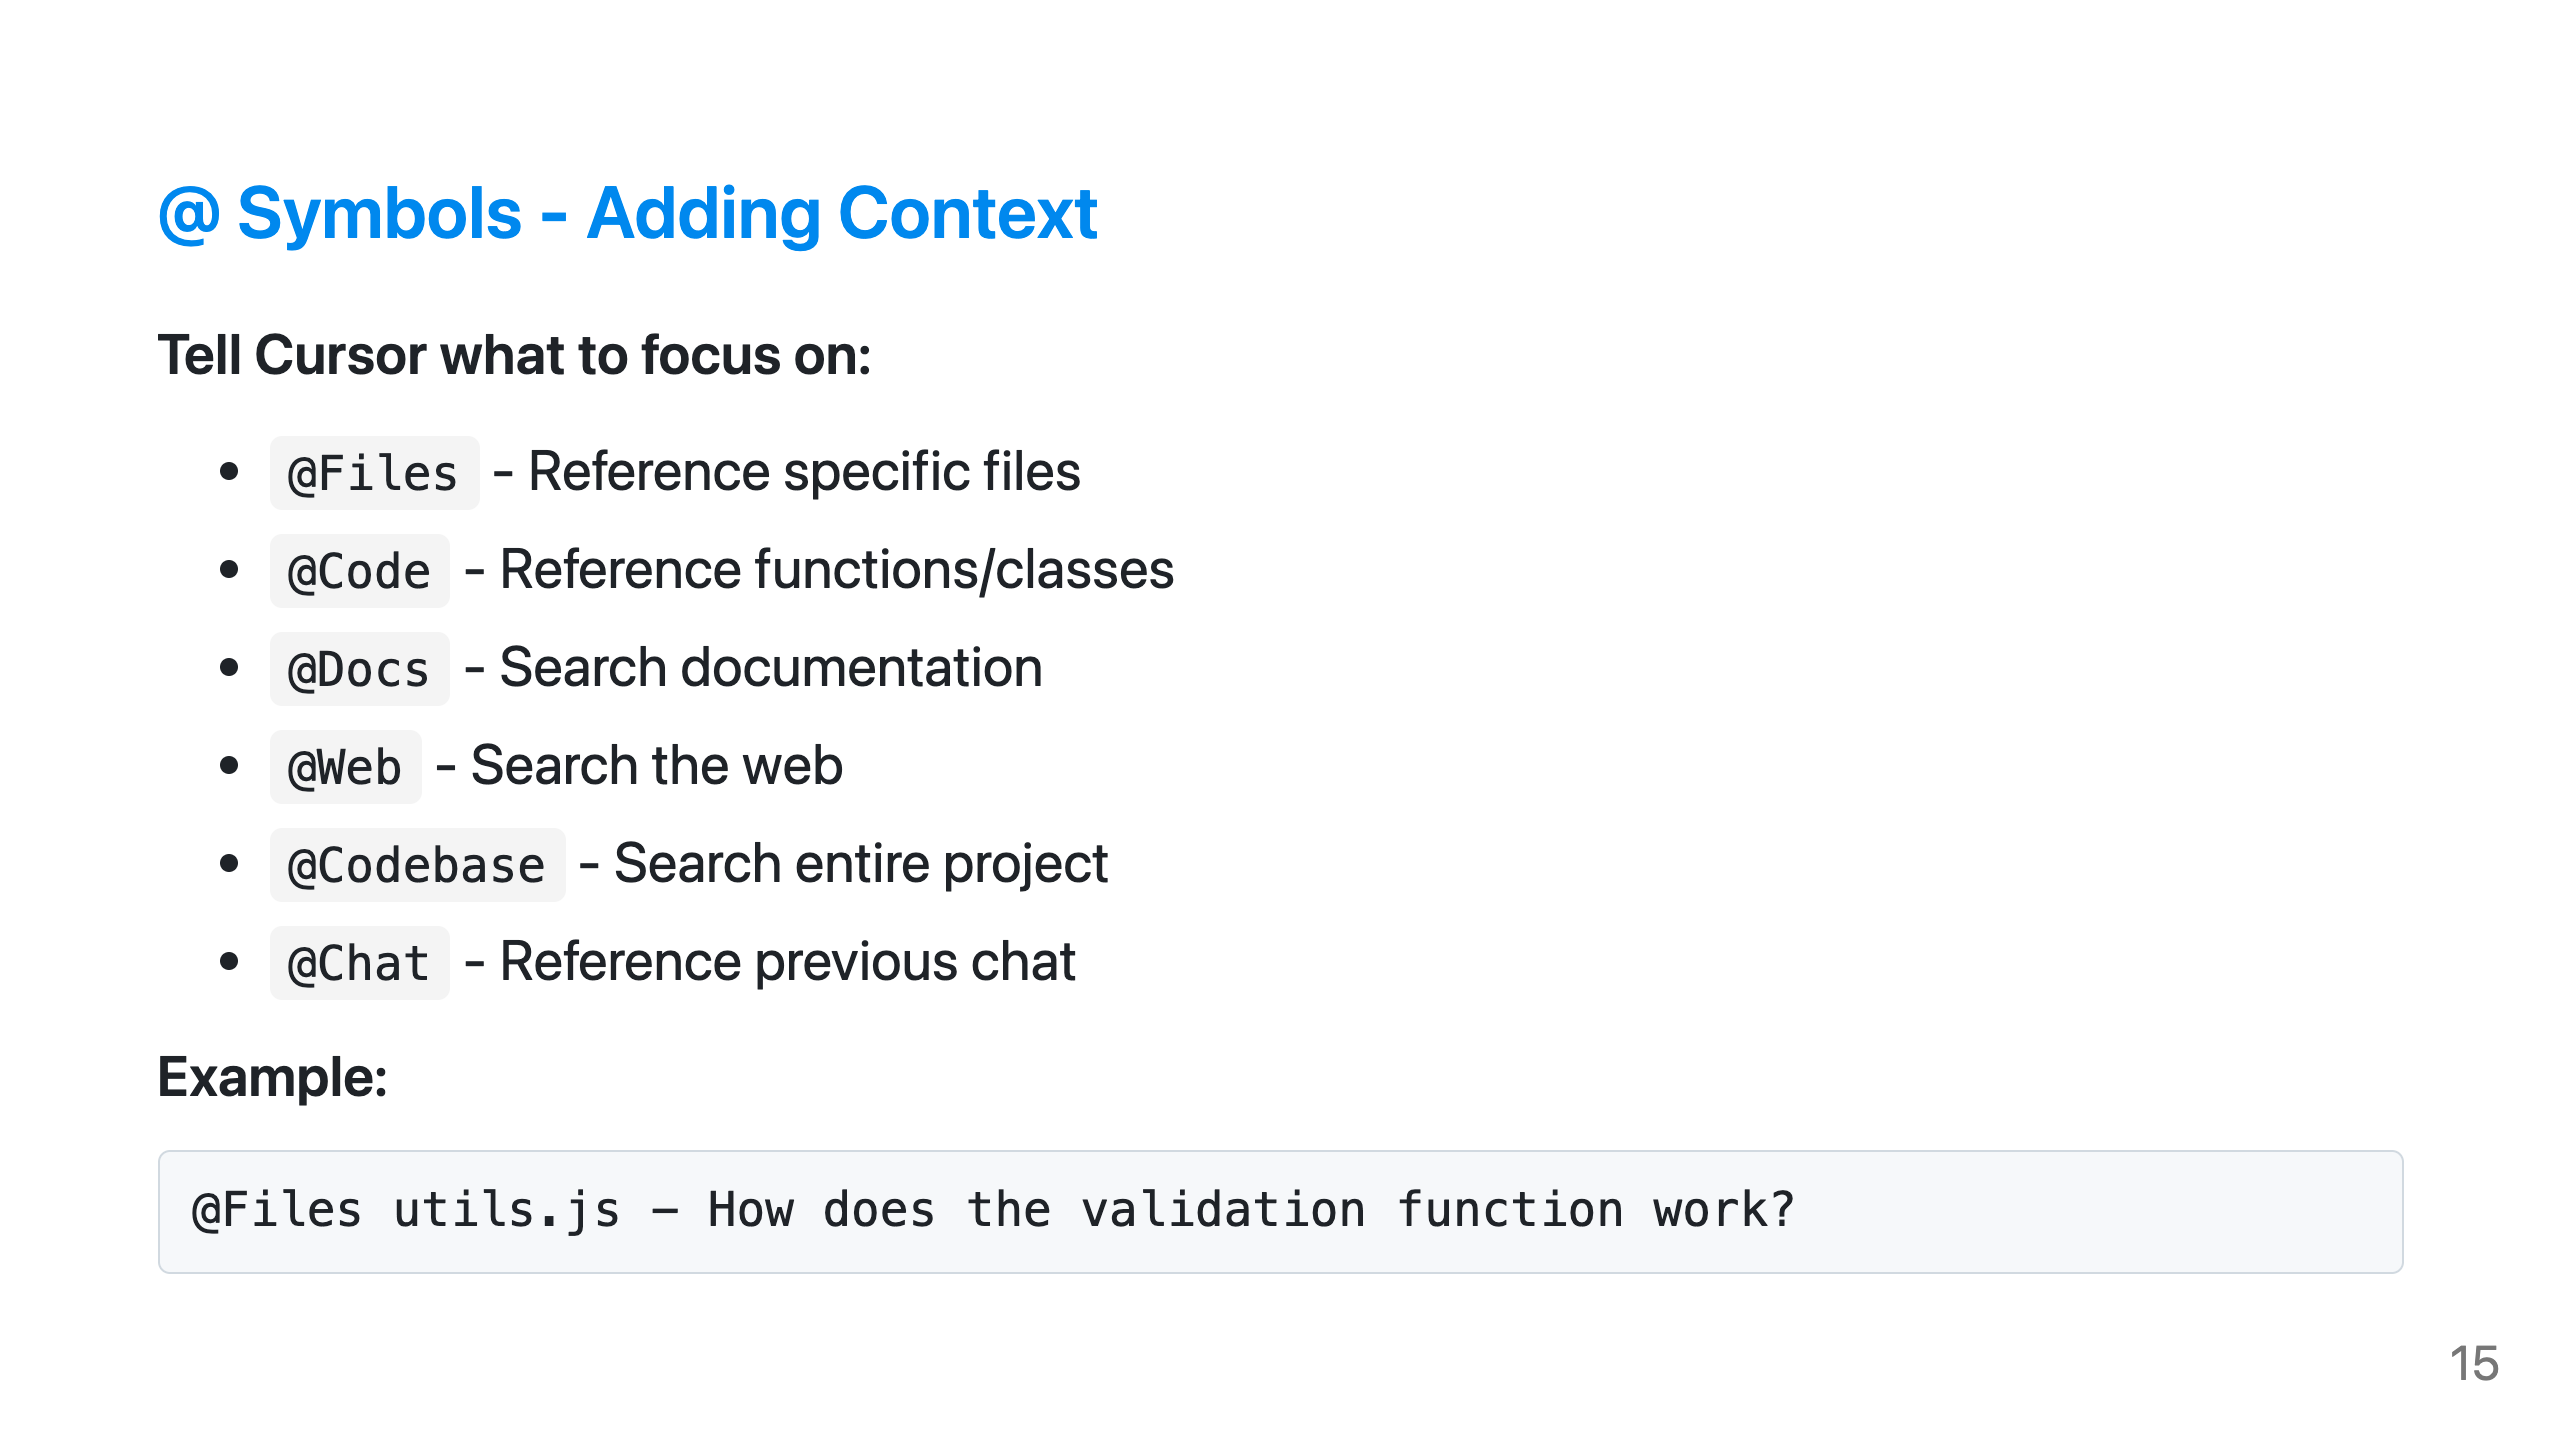 @ Symbols - Adding Context
Tell Cursor what to focus on:
• @Files - Reference specific files
• @Code - Reference functions/classes
• @Docs - Search documentation
• @Web - Search the web
• @Codebase - Search entire project
• @Chat - Reference previous chat
Example:
@Files utils.js - How does the validation function work?
15